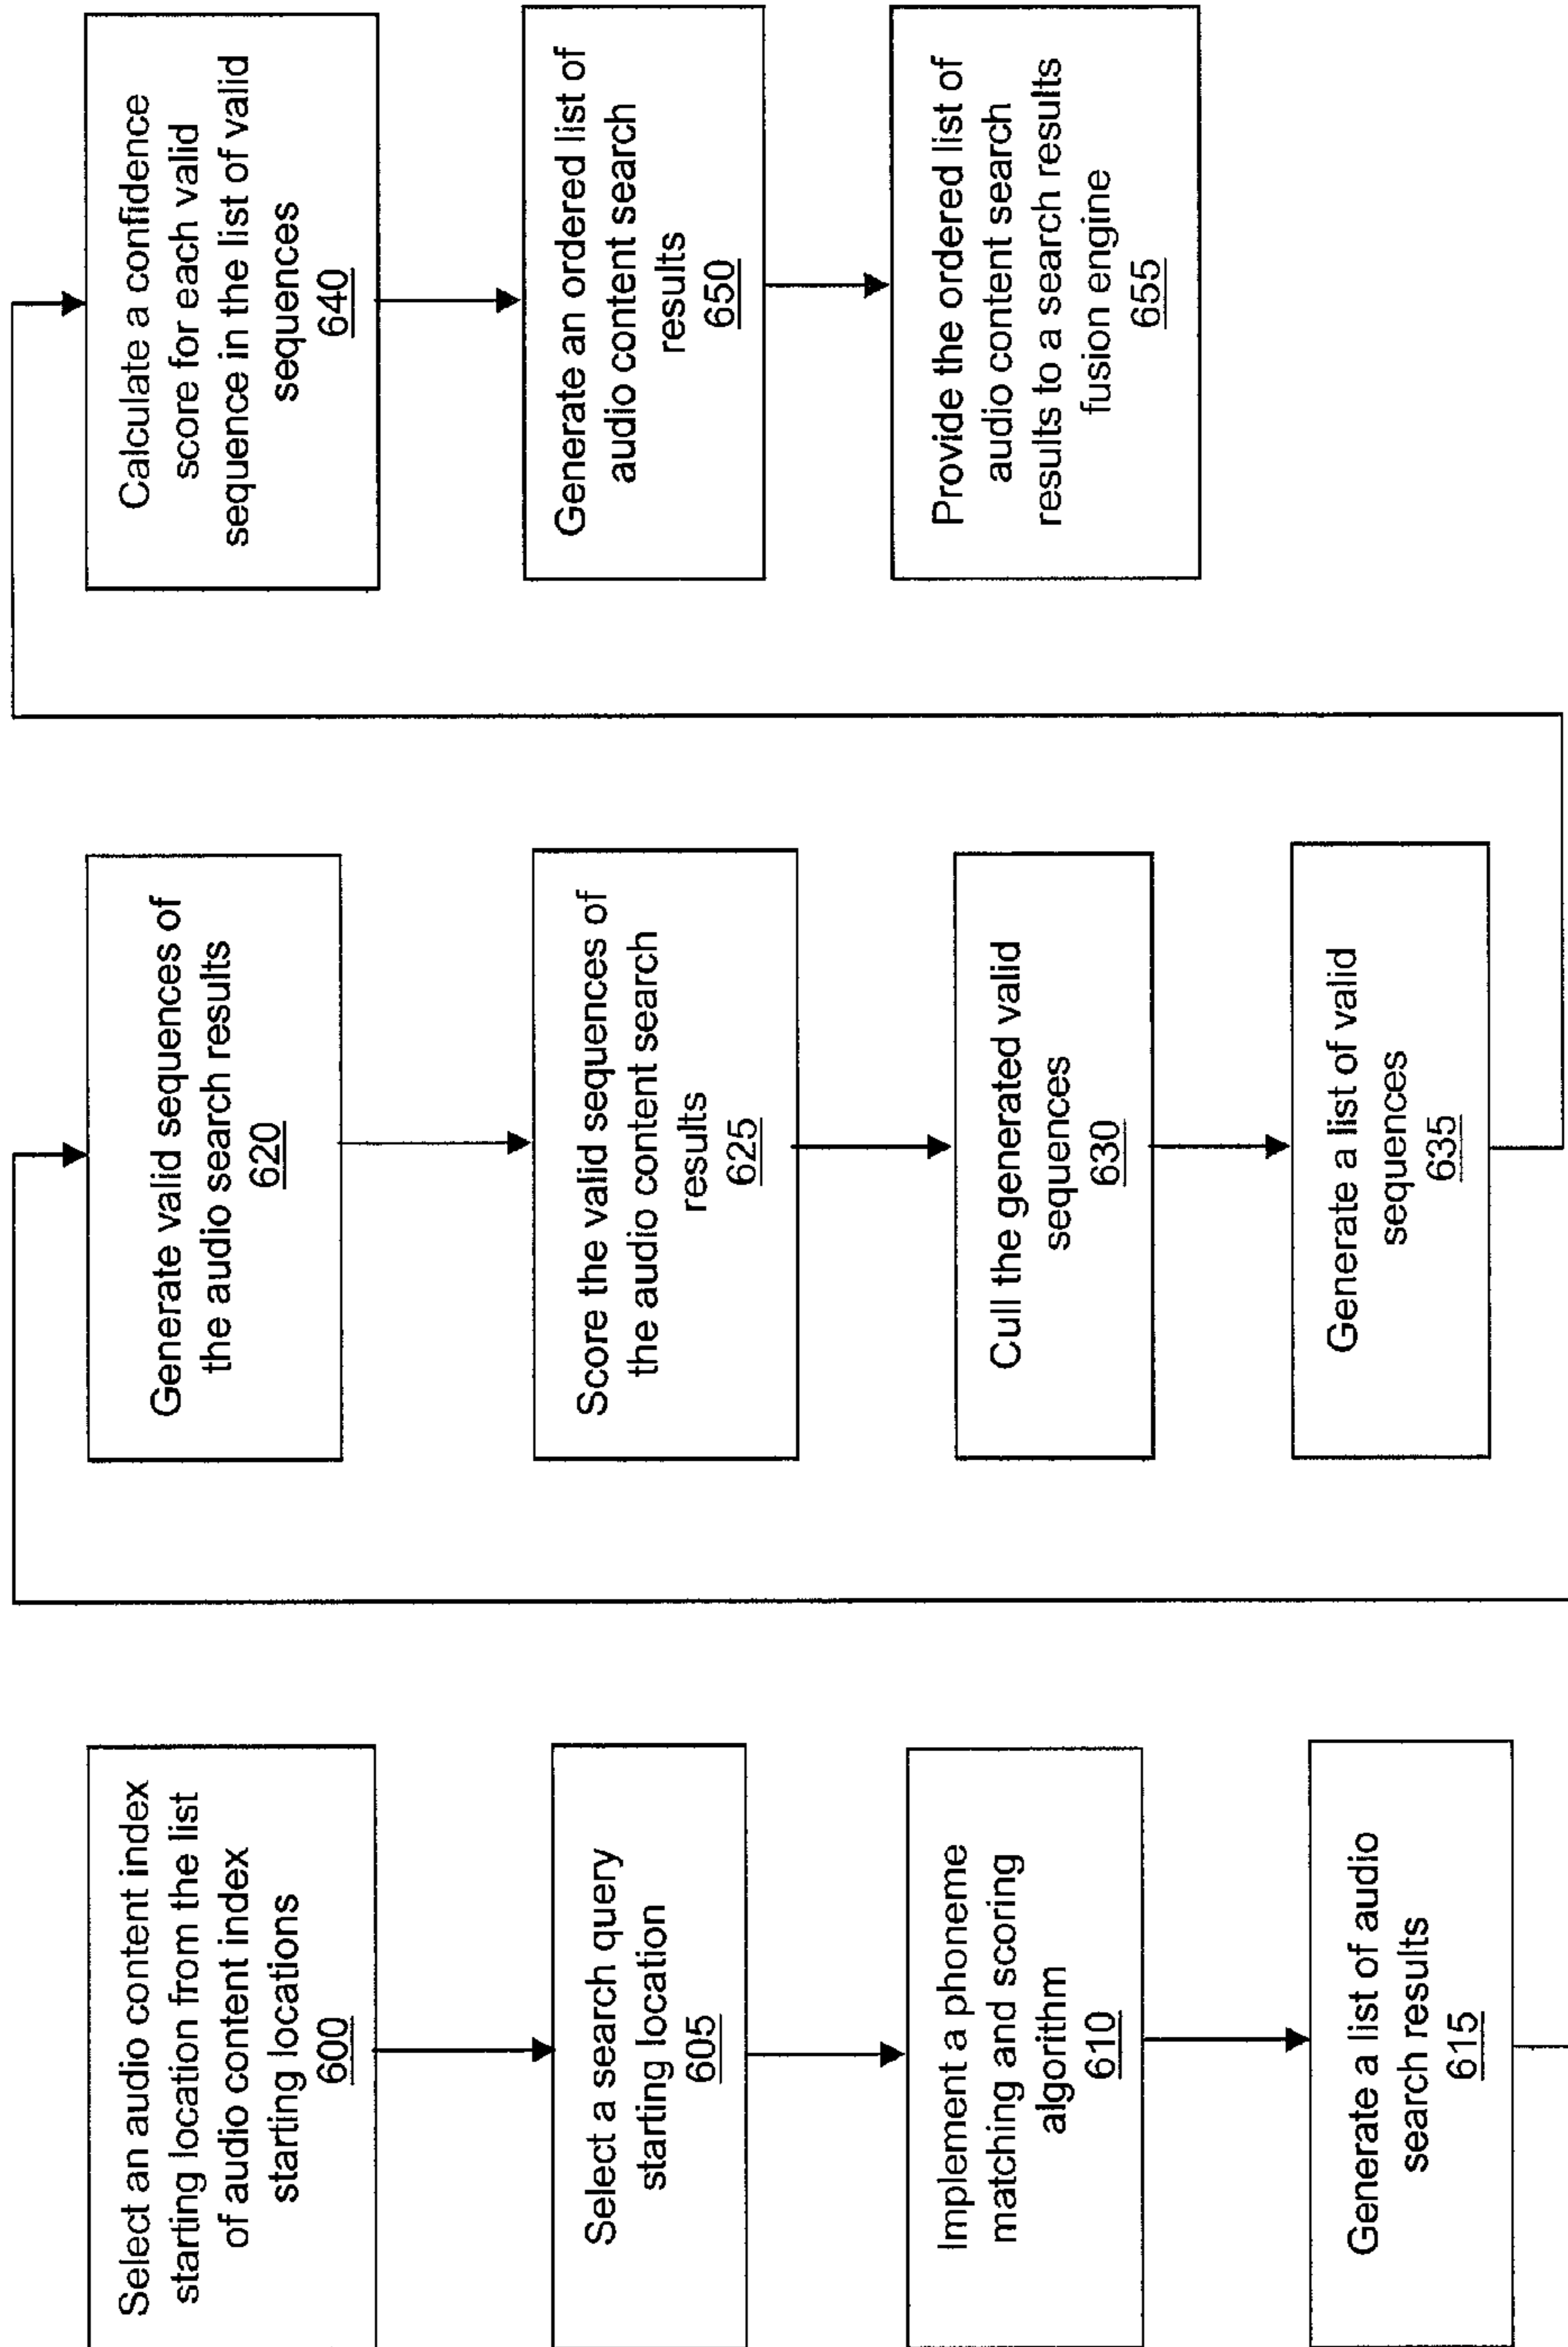 Select an audio content index
starting location from the list
of audio content index
starting locations
600
Select a search query
starting location
605
Implement a phoneme
matching and scoring
algorithm
610
Generate a list of audio
search results
615
Generate valid sequences of
the audio search results
620
Score the valid sequences of
the audio content search
results
625
Cull the generated valid
sequences
630
Generate a list of valid
sequences
635
Calculate a confidence
score for each valid
sequence in the list of valid
sequences
640
Generate an ordered list of
audio content search
results
650
Provide the ordered list of
audio content search
results to a search results
fusion engine
655